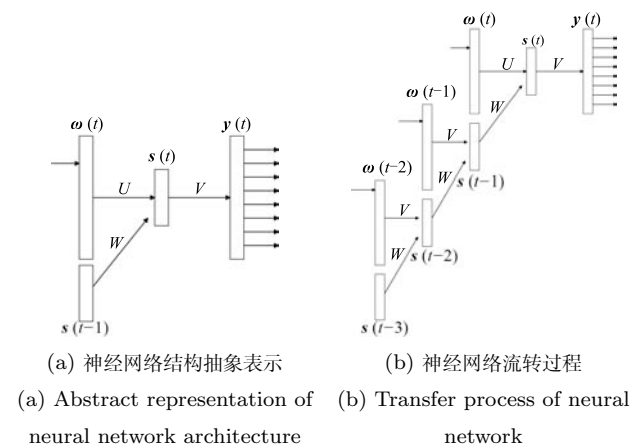 ω(t)
s(t)
y(t)
U
V
W
s(t−1)
(a) 神经网络结构抽象表示
(a) Abstract representation of
neural network architecture
ω(t)
s(t)
y(t)
U
V
W
ω(t−1)
V
s(t−1)
W
ω(t−2)
V
s(t−2)
W
s(t−3)
(b) 神经网络流转过程
(b) Transfer process of neural
network